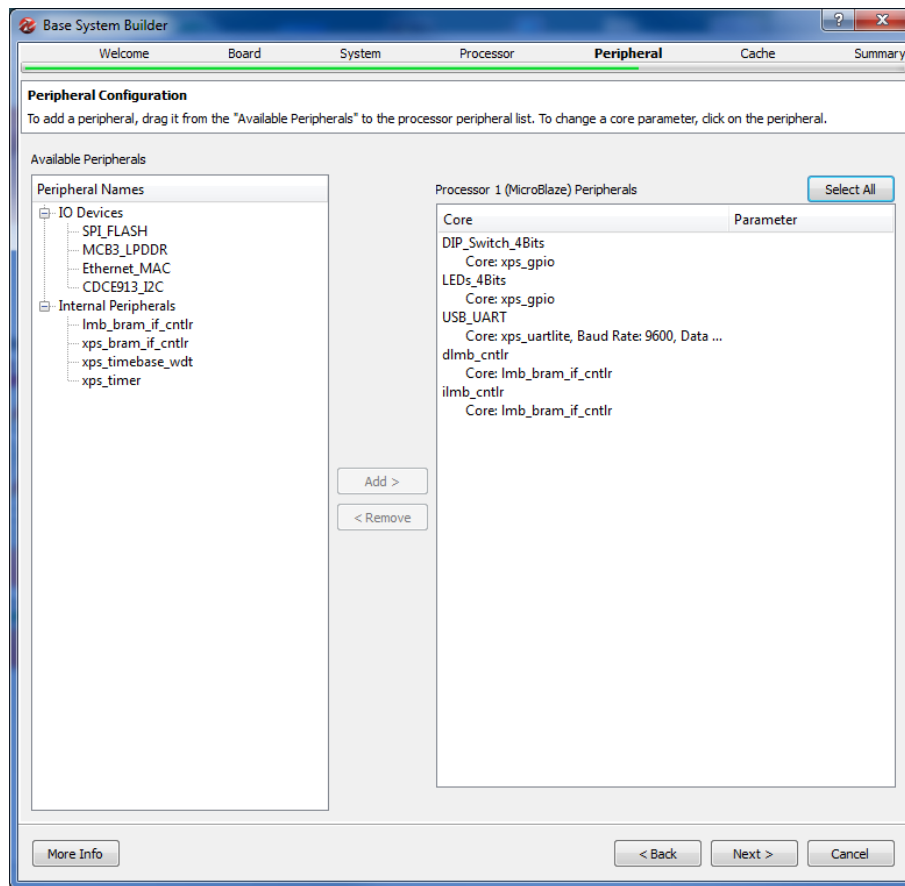 Base System Builder
Welcome Board System Processor Peripheral Cache Summary
Peripheral Configuration
To add a peripheral, drag it from the "Available Peripherals" to the processor peripheral list. To change a core parameter, click on the peripheral.
Available Peripherals
Peripheral Names
IO Devices
SPI_FLASH
MCB3_LPDDR
Ethernet_MAC
CDCE913_I2C
Internal Peripherals
lmb_bram_if_cntlr
xps_bram_if_cntlr
xps_timebase_wdt
xps_timer
Add >
< Remove
Processor 1 (MicroBlaze) Peripherals
Select All
Core Parameter
DIP_Switch_4Bits
Core: xps_gpio
LEDs_4Bits
Core: xps_gpio
USB_UART
Core: xps_uartlite, Baud Rate: 9600, Data ...
dlmb_cntlr
Core: lmb_bram_if_cntlr
ilmb_cntlr
Core: lmb_bram_if_cntlr
More Info
< Back
Next >
Cancel